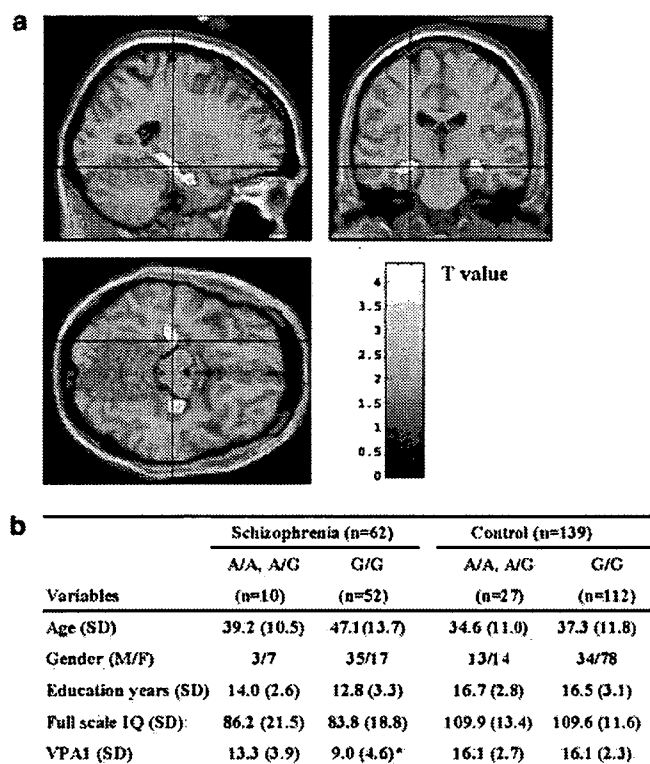 a
T value
4
3.5
3
2.5
2
1.5
1
0.5
0
b
Schizophrenia (n=62) Control (n=139)
A/A, A/G G/G A/A, A/G G/G
Variables (n=10) (n=52) (n=27) (n=112)
Age (SD) 39.2 (10.5) 47.1 (13.7) 34.6 (11.0) 37.3 (11.8)
Gender (M/F) 3/7 35/17 13/14 34/78
Education years (SD) 14.0 (2.6) 12.8 (3.3) 16.7 (2.8) 16.5 (3.1)
Full scale IQ (SD) 86.2 (21.5) 83.8 (18.8) 109.9 (13.4) 109.6 (11.6)
VPA1 (SD) 13.3 (3.9) 9.0 (4.6)* 16.1 (2.7) 16.1 (2.3)